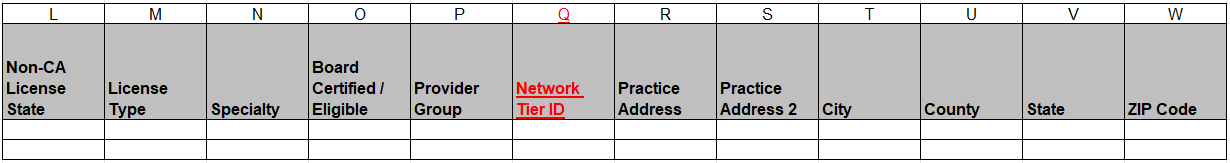 L M N O P Q R S T U V W
Non-CA License State License Type Specialty Board Certified / Eligible Provider Group Network Tier ID Practice Address Practice Address 2 City County State ZIP Code